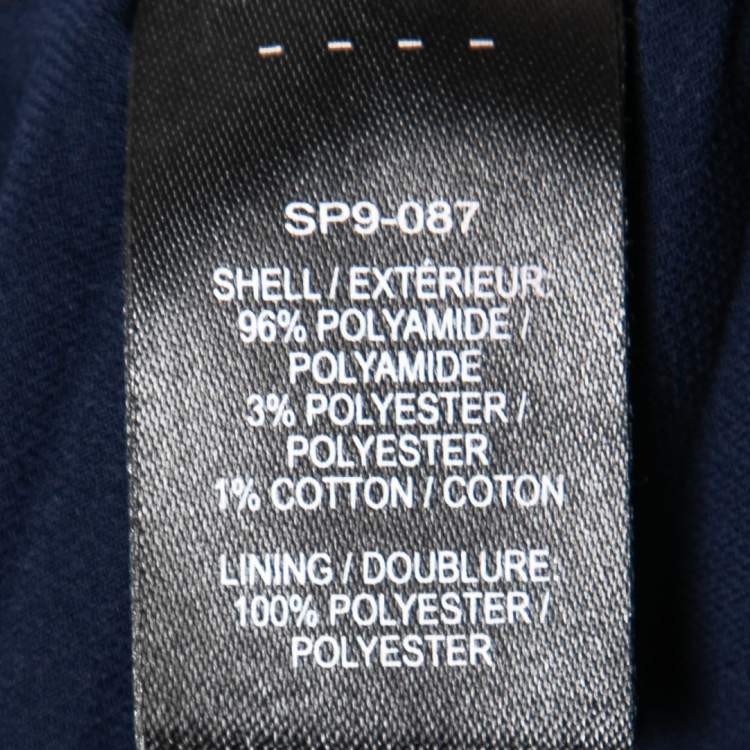 - - - -
SP9-087
SHELL / EXTÉRIEUR:
96% POLYAMIDE /
POLYAMIDE
3% POLYESTER /
POLYESTER
1% COTTON / COTON
LINING / DOUBLURE:
100% POLYESTER /
POLYESTER